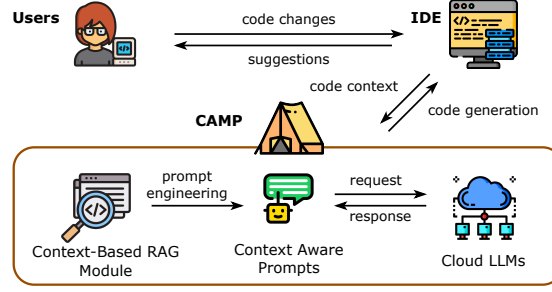 Users
code changes
IDE
suggestions
code context
code generation
CAMP
prompt
engineering
request
response
Context-Based RAG
Module
Context Aware
Prompts
Cloud LLMs